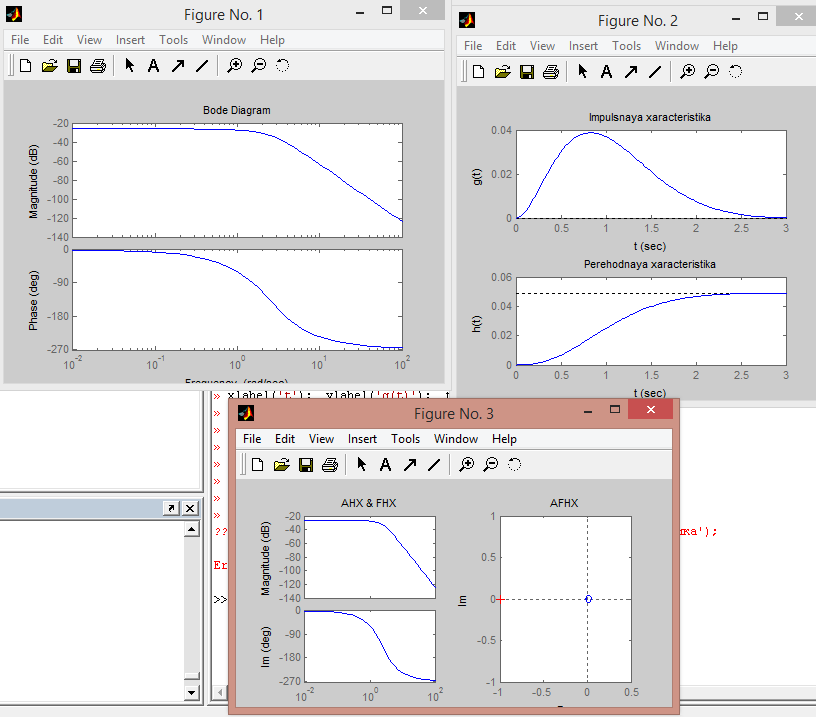 Figure No. 1
File Edit View Insert Tools Window Help
Bode Diagram
Magnitude (dB)
-20
-40
-60
-80
-100
-120
-140
Phase (deg)
0
-90
-180
-270
10^-2 10^-1 10^0 10^1 10^2
Frequency (rad/sec)
Figure No. 2
File Edit View Insert Tools Window Help
Impulsnaya xaracteristika
g(t)
0.04
0.02
0
0 0.5 1 1.5 2 2.5 3
t (sec)
Perehodnaya xaracteristika
h(t)
0.06
0.04
0.02
0
0 0.5 1 1.5 2 2.5 3
t (sec)
» xlabel('t'); ylabel('g(t)'); t
»
»
»
»
»
»
»
??
жа');
Er
>>
Figure No. 3
File Edit View Insert Tools Window Help
AHX & FHX
Magnitude (dB)
-20
-40
-60
-80
-100
-120
-140
Im (deg)
0
-90
-180
-270
10^-2 10^0 10^2
AFHX
Im
1
0.5
0
-0.5
-1
-1 -0.5 0 0.5